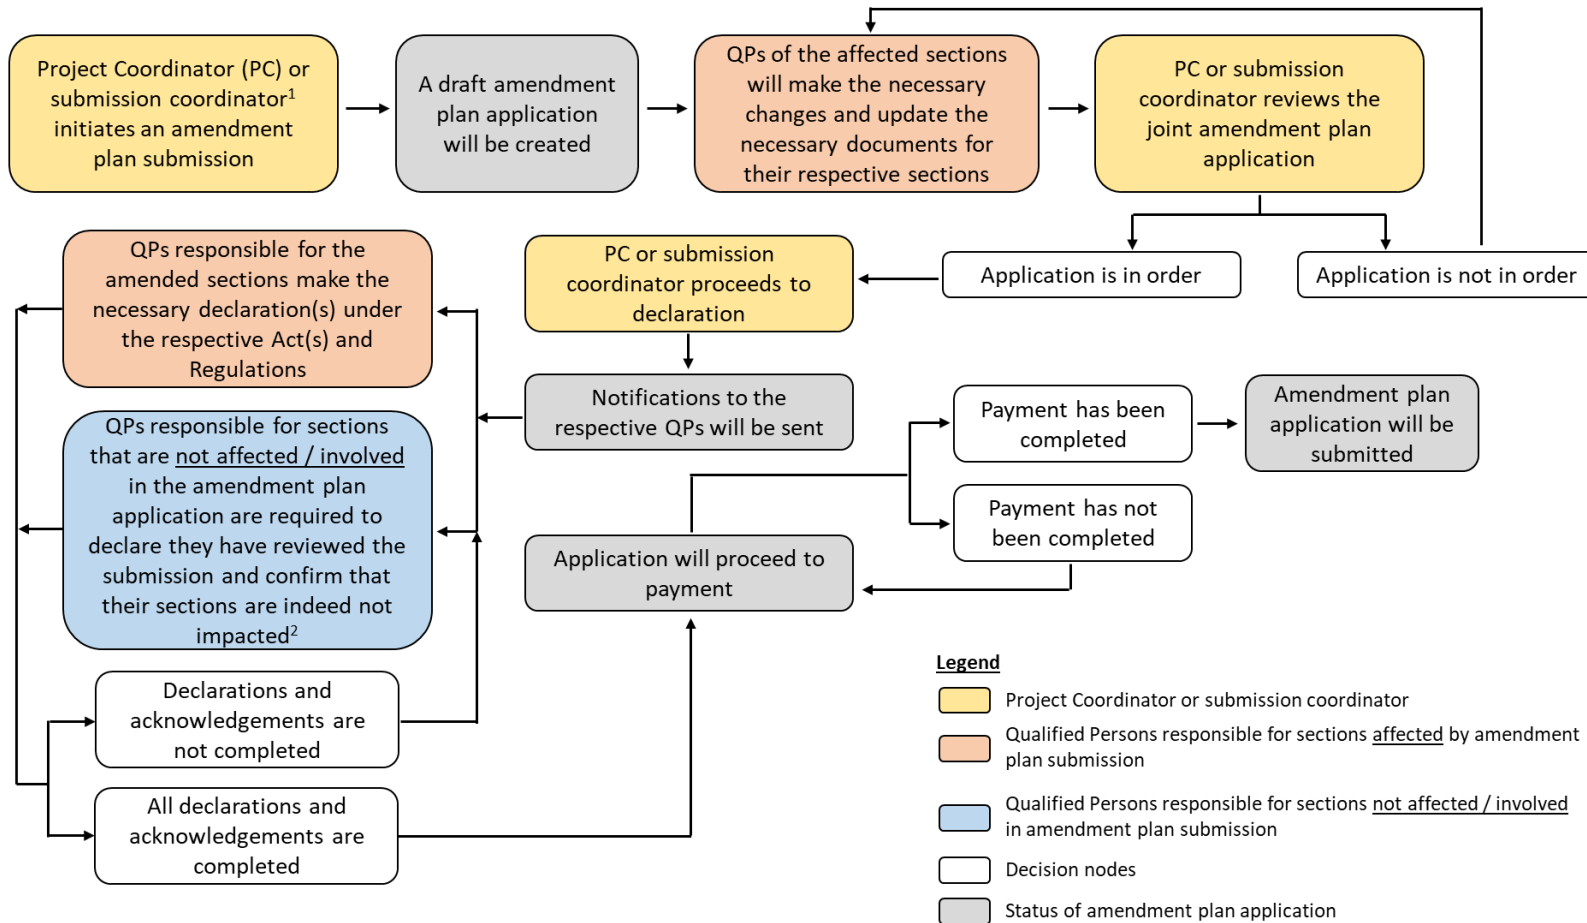 Project Coordinator (PC) or
submission coordinator1
initiates an amendment
plan submission
A draft amendment
plan application
will be created
QPs of the affected sections
will make the necessary
changes and update the
necessary documents for
their respective sections
PC or submission
coordinator reviews the
joint amendment plan
application
Application is in order
Application is not in order
PC or submission
coordinator proceeds to
declaration
Notifications to the
respective QPs will be sent
QPs responsible for the
amended sections make the
necessary declaration(s) under
the respective Act(s) and
Regulations
QPs responsible for sections
that are not affected / involved
in the amendment plan
application are required to
declare they have reviewed the
submission and confirm that
their sections are indeed not
impacted2
Declarations and
acknowledgements are
not completed
All declarations and
acknowledgements are
completed
Application will proceed to
payment
Payment has been
completed
Payment has not
been completed
Amendment plan
application will be
submitted
Legend
Project Coordinator or submission coordinator
Qualified Persons responsible for sections affected by amendment
plan submission
Qualified Persons responsible for sections not affected / involved
in amendment plan submission
Decision nodes
Status of amendment plan application